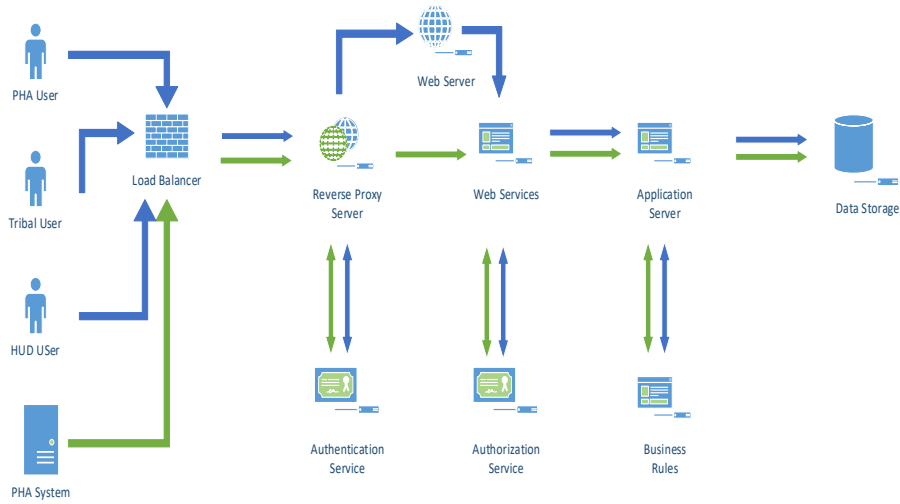 PHA User
Tribal User
HUD USer
PHA System
Load Balancer
Reverse Proxy
Server
Web Server
Web Services
Application
Server
Data Storage
Authentication
Service
Authorization
Service
Business
Rules